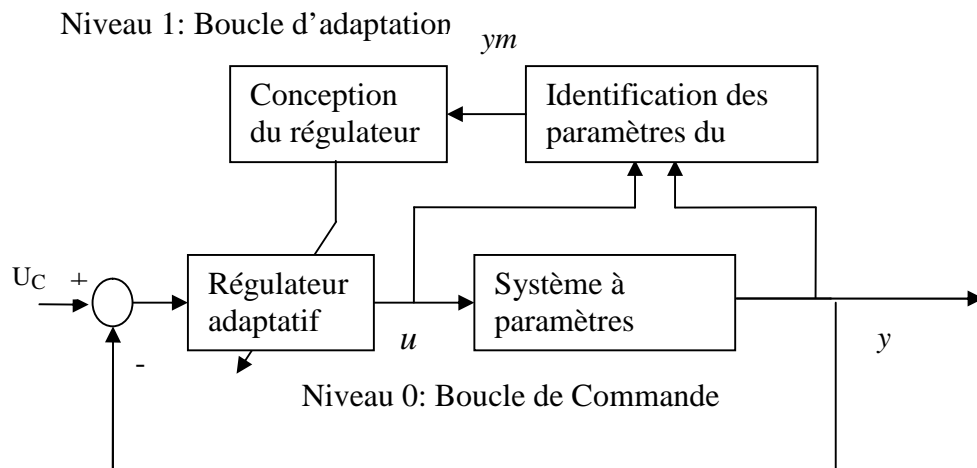 Niveau 1: Boucle d’adaptation
ym
Conception
du régulateur
Identification des
paramètres du
U_C +
Régulateur
adaptatif
Système à
paramètres
-
u
y
Niveau 0: Boucle de Commande